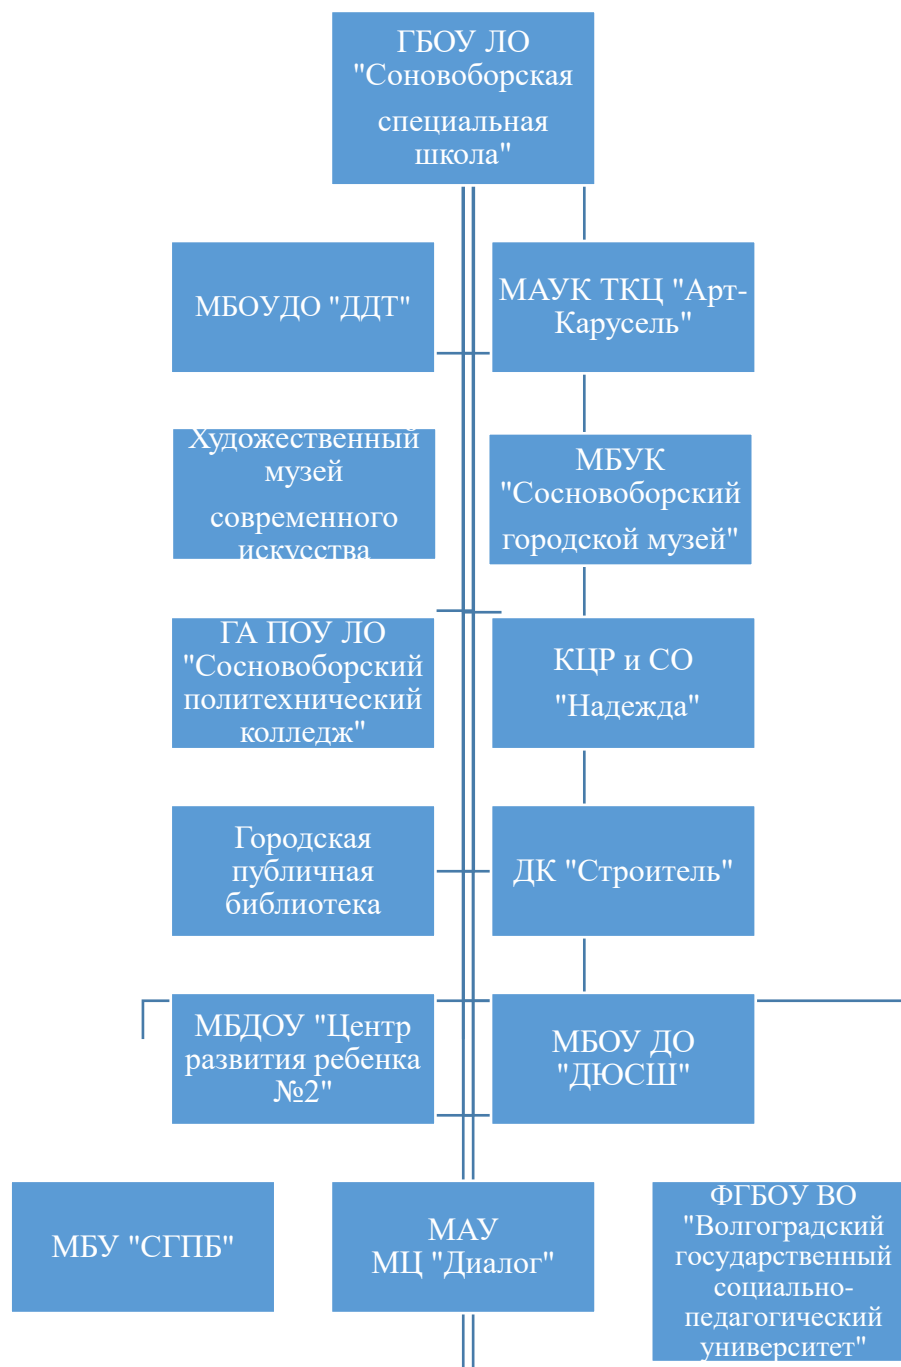 ГБОУ ЛО
"Соновоборская
специальная
школа"
МБОУДО "ДДТ"
МАУК ТКЦ "Арт-
Карусель"
Художественный
музей
современного
искусства
МБУК
"Сосновоборский
городской музей"
ГА ПОУ ЛО
"Сосновоборский
политехнический
колледж"
КЦР и СО
"Надежда"
Городская
публичная
библиотека
ДК "Строитель"
МБДОУ "Центр
развития ребенка
№2"
МБОУ ДО
"ДЮСШ"
МБУ "СГПБ"
МАУ
МЦ "Диалог"
ФГБОУ ВО
"Волгоградский
государственный
социально-
педагогический
университет"